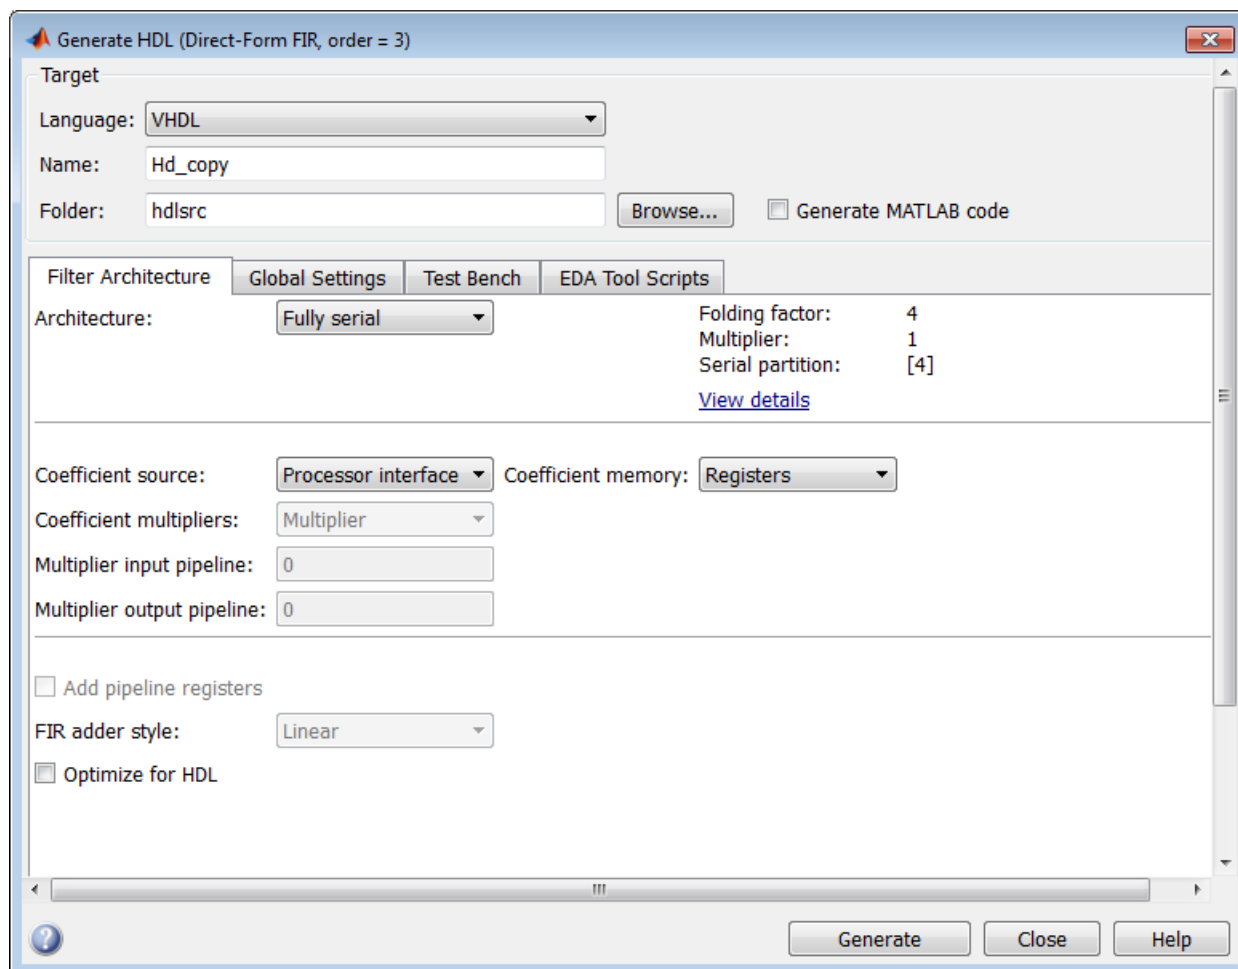 Generate HDL (Direct-Form FIR, order = 3)
Target
Language: VHDL
Name: Hd_copy
Folder: hdlsrc Browse... Generate MATLAB code
Filter Architecture Global Settings Test Bench EDA Tool Scripts
Architecture: Fully serial Folding factor: 4
Multiplier: 1
Serial partition: [4]
View details
Coefficient source: Processor interface Coefficient memory: Registers
Coefficient multipliers: Multiplier
Multiplier input pipeline: 0
Multiplier output pipeline: 0
Add pipeline registers
FIR adder style: Linear
Optimize for HDL
Generate Close Help